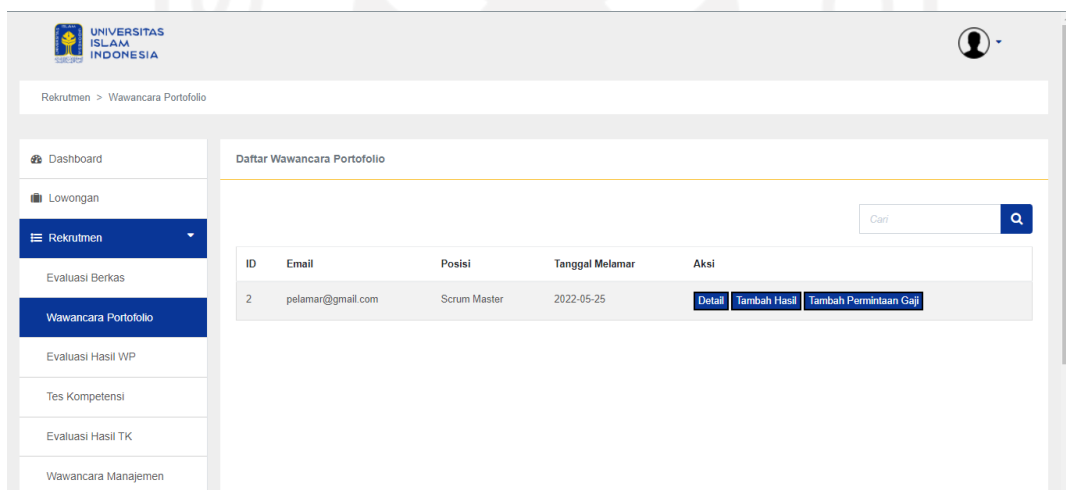 UNIVERSITAS
ISLAM
INDONESIA
Rekrutmen > Wawancara Portofolio
Dashboard
Lowongan
Rekrutmen
Evaluasi Berkas
Wawancara Portofolio
Evaluasi Hasil WP
Tes Kompetensi
Evaluasi Hasil TK
Wawancara Manajemen
Daftar Wawancara Portofolio
Cari
ID Email Posisi Tanggal Melamar Aksi
2 pelamar@gmail.com Scrum Master 2022-05-25 Detail Tambah Hasil Tambah Permintaan Gaji